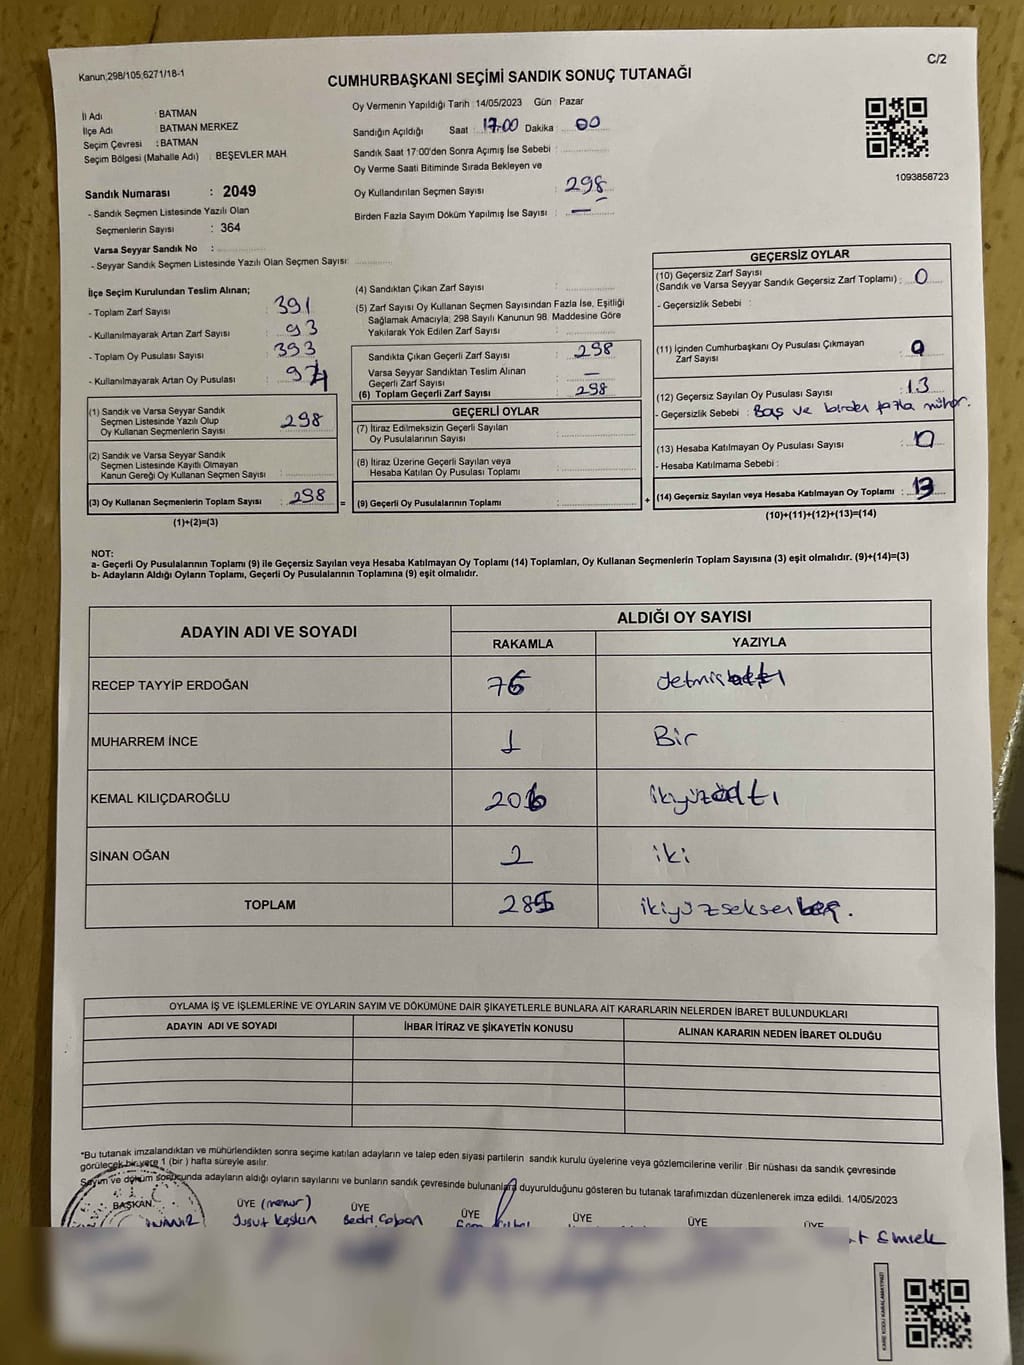 Kanun;298/105,6271/18-1
C/2
CUMHURBAŞKANI SEÇİMİ SANDIK SONUÇ TUTANAĞI
İl Adı : BATMAN
İlçe Adı : BATMAN MERKEZ
Seçim Çevresi : BATMAN
Seçim Bölgesi (Mahalle Adı) : BEŞEVLER MAH
Sandık Numarası : 2049
- Sandık Seçmen Listesinde Yazılı Olan
Seçmenlerin Sayısı : 364
Varsa Seyyar Sandık No :
- Seyyar Sandık Seçmen Listesinde Yazılı Olan Seçmen Sayısı:
Oy Vermenin Yapıldığı Tarih : 14/05/2023 Gün : Pazar
Sandığın Açıldığı Saat : 17:00 Dakika : 00
Sandık Saat 17:00'den Sonra Açımış İse Sebebi :
Oy Verme Saati Bitiminde Sırada Bekleyen ve
Oy Kullandırılan Seçmen Sayısı : 298
Birden Fazla Sayım Döküm Yapılmış İse Sayısı : —
1093858723
İlçe Seçim Kurulundan Teslim Alınan;
- Toplam Zarf Sayısı : 391
- Kullanılmayarak Artan Zarf Sayısı : 93
- Toplam Oy Pusulası Sayısı : 393
- Kullanılmayarak Artan Oy Pusulası :
(1) Sandık ve Varsa Seyyar Sandık
Seçmen Listesinde Yazılı Olup
Oy Kullanan Seçmenlerin Sayısı : 298
(2) Sandık ve Varsa Seyyar Sandık
Seçmen Listesinde Kayıtlı Olmayan
Kanun Gereği Oy Kullanan Seçmen Sayısı :
(3) Oy Kullanan Seçmenlerin Toplam Sayısı : 298 =
(1)+(2)=(3)
(4) Sandıktan Çıkan Zarf Sayısı :
(5) Zarf Sayısı Oy Kullanan Seçmen Sayısından Fazla İse, Eşitliği
Sağlamak Amacıyla; 298 Sayılı Kanunun 98. Maddesine Göre
Yakılarak Yok Edilen Zarf Sayısı :
Sandıkta Çıkan Geçerli Zarf Sayısı : 298
Varsa Seyyar Sandıktan Teslim Alınan
Geçerli Zarf Sayısı : —
(6) Toplam Geçerli Zarf Sayısı : 298
GEÇERLİ OYLAR
(7) İtiraz Edilmeksizin Geçerli Sayılan
Oy Pusulalarının Sayısı :
(8) İtiraz Üzerine Geçerli Sayılan veya
Hesaba Katılan Oy Pusulası Toplamı :
(9) Geçerli Oy Pusulalarının Toplamı : +
GEÇERSİZ OYLAR
(10) Geçersiz Zarf Sayısı
(Sandık ve Varsa Seyyar Sandık Geçersiz Zarf Toplamı) : 0
- Geçersizlik Sebebi :
(11) İçinden Cumhurbaşkanı Oy Pusulası Çıkmayan
Zarf Sayısı : 0
(12) Geçersiz Sayılan Oy Pusulası Sayısı : 13
- Geçersizlik Sebebi : Boş ve birden fazla mühür.
(13) Hesaba Katılmayan Oy Pusulası Sayısı : 0
- Hesaba Katılmama Sebebi :
(14) Geçersiz Sayılan veya Hesaba Katılmayan Oy Toplamı : 13
(10)+(11)+(12)+(13)=(14)
NOT:
a- Geçerli Oy Pusulalarının Toplamı (9) ile Geçersiz Sayılan ve Hesaba Katılmayan Oy Toplamı (14) Toplamları, Oy Kullanan Seçmenlerin Toplam Sayısına (3) eşit olmalıdır. (9)+(14)=(3)
b- Adayların Aldığı Oyların Toplamı, Geçerli Oy Pusulalarının Toplamına (9) eşit olmalıdır.
ADAYIN ADI VE SOYADI ALDIĞI OY SAYISI
RAKAMLA YAZIYLA
RECEP TAYYİP ERDOĞAN 76
MUHARREM İNCE 1 Bir
KEMAL KILIÇDAROĞLU 206 ikiyüzaltı
SİNAN OĞAN 2 iki
TOPLAM 285 ikiyüzseksenbeş.
OYLAMA İŞ VE İŞLEMLERİNE VE OYLARIN SAYIM VE DÖKÜMÜNE DAİR ŞİKAYETLERLE BUNLARA AİT KARARLARIN NELERDEN İBARET BULUNDUKLARI
ADAYIN ADI VE SOYADI İHBAR İTİRAZ VE ŞİKAYETİN KONUSU ALINAN KARARIN NEDEN İBARET OLDUĞU
*Bu tutanak imzalandıktan ve mühürlendikten sonra seçime katılan adayların ve talep eden siyasi partilerin sandık kurulu üyelerine veya gözlemcilerine verilir. Bir nüshası da sandık çevresinde
görülecek bir yere 1 (bir ) hafta süreyle asılır.
Sayım ve döküm sonucunda adayların aldığı oyların sayılarını ve bunların sandık çevresinde bulunanlara duyurulduğunu gösteren bu tutanak tarafımızdan düzenlenerek imza edildi. 14/05/2023
BAŞKAN ÜYE (memur) ÜYE ÜYE ÜYE ÜYE ÜYE
Yusuf Keskin Bedri Çoban
KARE KODU KARALAMAYINIZ!